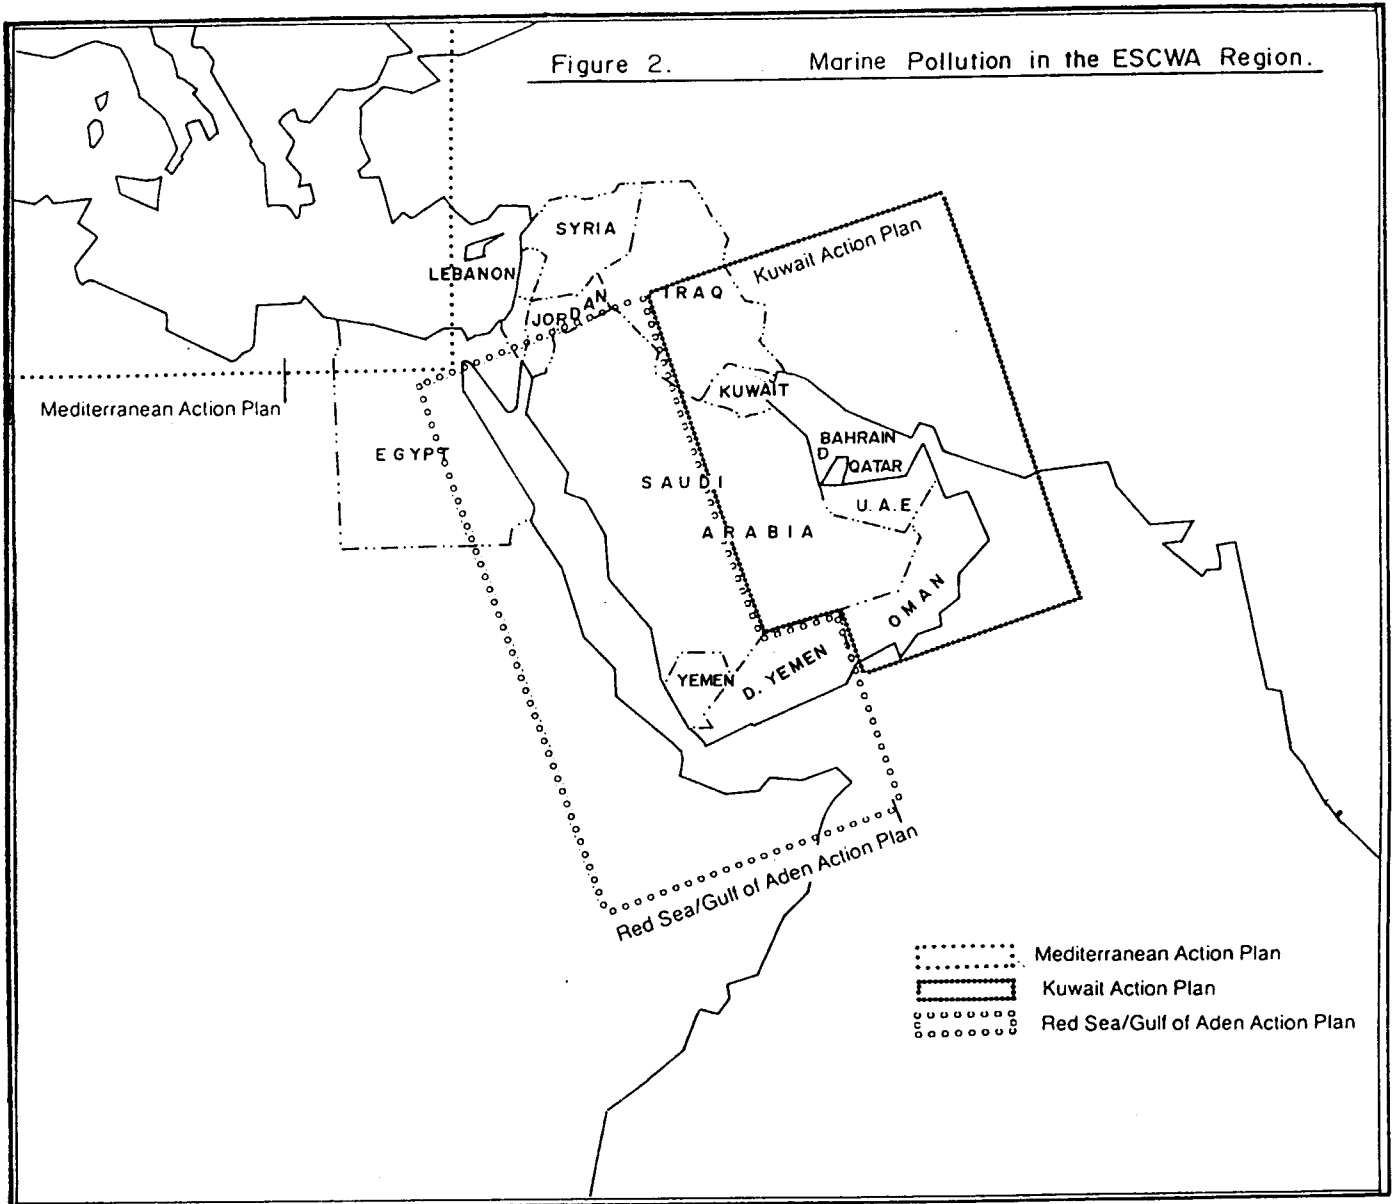 Figure 2. Marine Pollution in the ESCWA Region.
SYRIA
Kuwait Action Plan
LEBANON
IRAQ
JORDAN
KUWAIT
Mediterranean Action Plan
BAHRAIN
EGYPT
D
QATAR
SAUDI
U.A.E
ARABIA
OMAN
YEMEN
D. YEMEN
Red Sea/Gulf of Aden Action Plan
Mediterranean Action Plan
Kuwait Action Plan
Red Sea/Gulf of Aden Action Plan